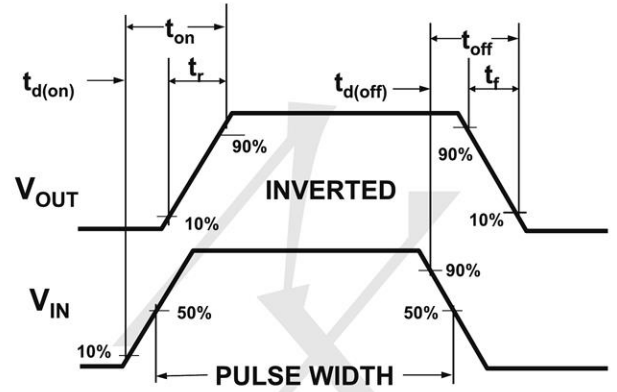 t_on
t_off
t_d(on)
t_r
t_d(off)
t_f
90%
90%
V_OUT
INVERTED
10%
10%
90%
V_IN
50%
50%
10%
PULSE WIDTH